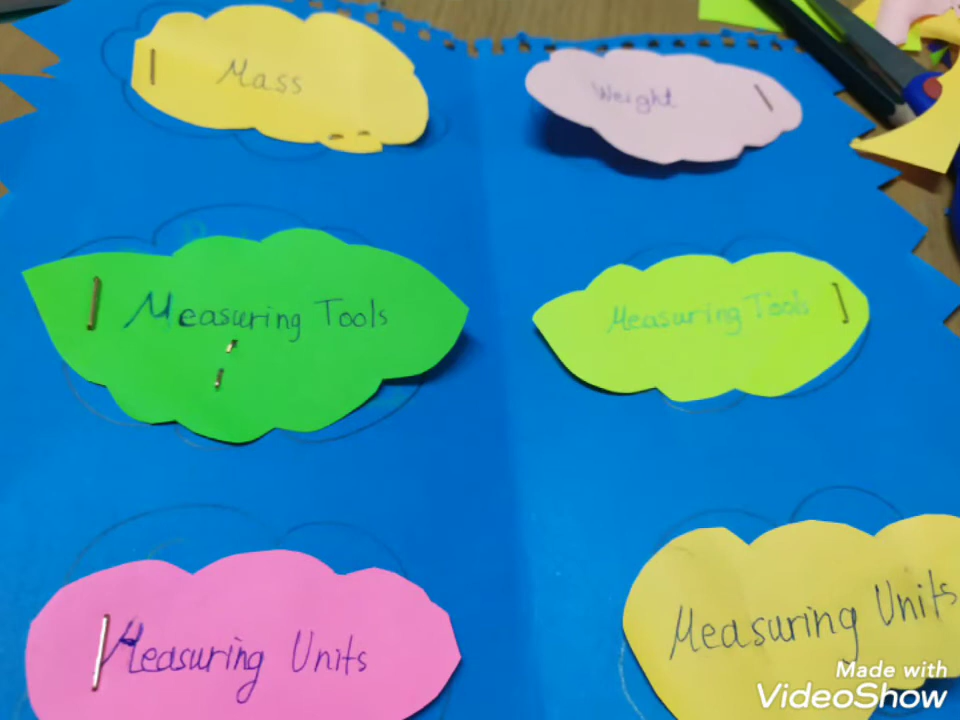 Mass
Weight
Measuring Tools
Measuring Tools
Measuring Units
Measuring Units
Made with
VideoShow